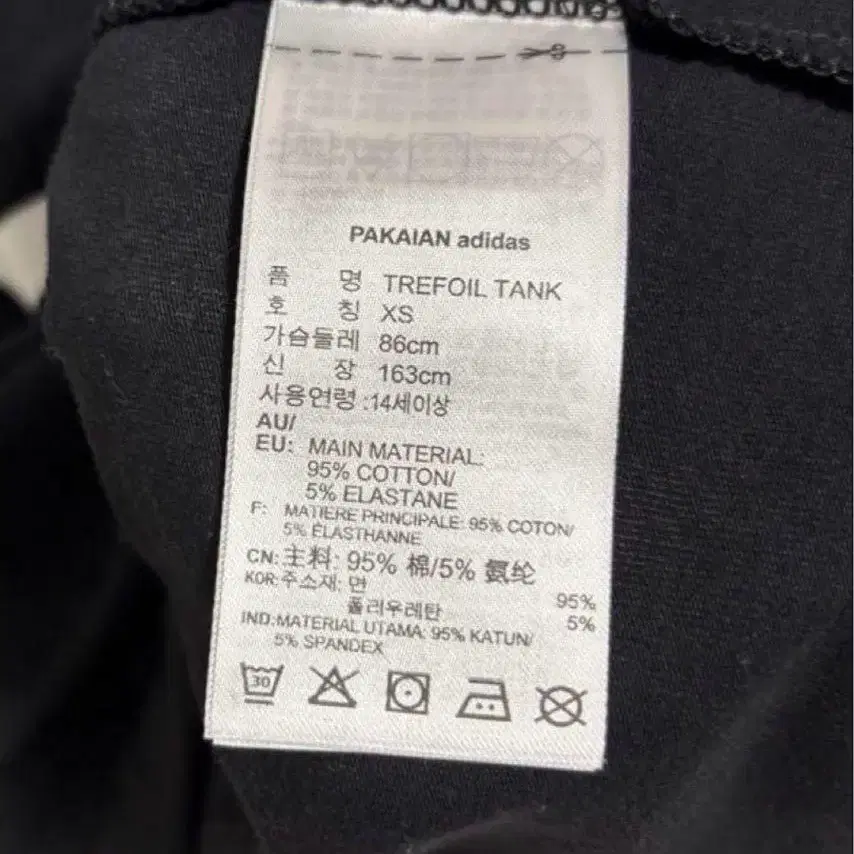 PAKAIAN adidas
품 명 TREFOIL TANK
호 칭 XS
가슴둘레 86cm
신 장 163cm
사용연령 :14세이상
AU/
EU: MAIN MATERIAL:
95% COTTON/
5% ELASTANE
F: MATIERE PRINCIPALE: 95% COTON/
5% ELASTHANNE
CN: 主料: 95% 棉/5% 氨纶
KOR: 주소재: 면 95%
폴리우레탄 5%
IND:MATERIAL UTAMA: 95% KATUN/
5% SPANDEX
30